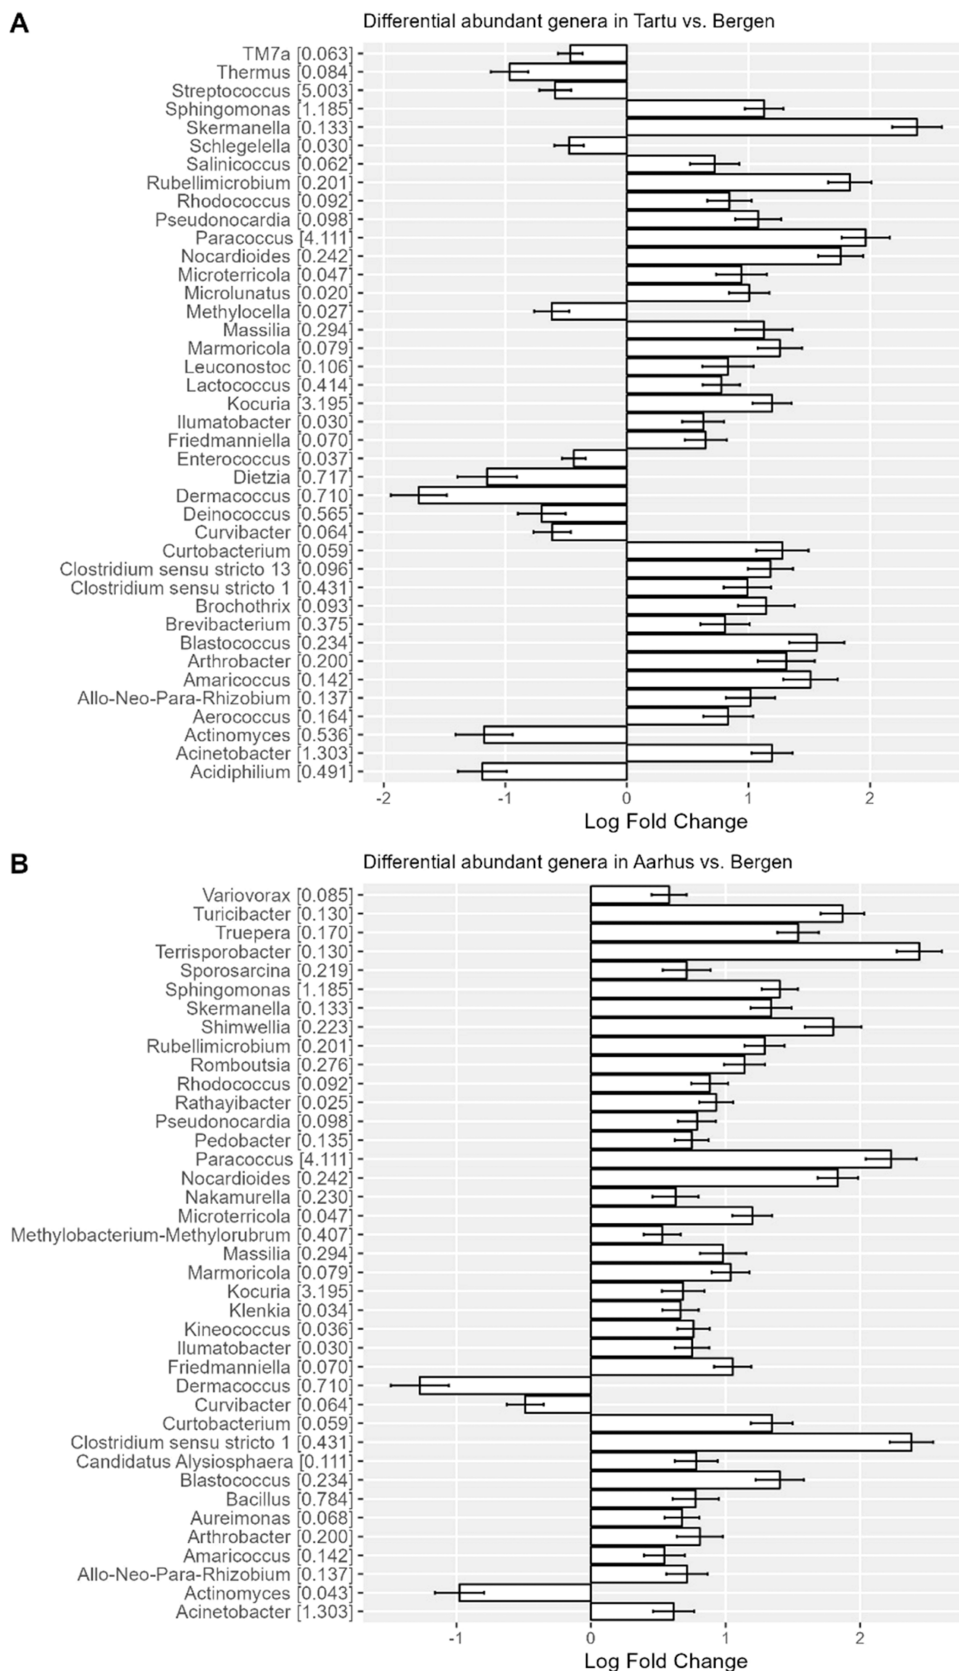 A
Differential abundant genera in Tartu vs. Bergen
TM7a [0.063]
Thermus [0.084]
Streptococcus [5.003]
Sphingomonas [1.185]
Skermanella [0.133]
Schlegelella [0.030]
Salinicoccus [0.062]
Rubellimicrobium [0.201]
Rhodococcus [0.092]
Pseudonocardia [0.098]
Paracoccus [4.111]
Nocardioides [0.242]
Microterricola [0.047]
Microlunatus [0.020]
Methylocella [0.027]
Massilia [0.294]
Marmoricola [0.079]
Leuconostoc [0.106]
Lactococcus [0.414]
Kocuria [3.195]
Ilumatobacter [0.030]
Friedmanniella [0.070]
Enterococcus [0.037]
Dietzia [0.717]
Dermacoccus [0.710]
Deinococcus [0.565]
Curvibacter [0.064]
Curtobacterium [0.059]
Clostridium sensu stricto 13 [0.096]
Clostridium sensu stricto 1 [0.431]
Brochothrix [0.093]
Brevibacterium [0.375]
Blastococcus [0.234]
Arthrobacter [0.200]
Amaricoccus [0.142]
Allo-Neo-Para-Rhizobium [0.137]
Aerococcus [0.164]
Actinomyces [0.536]
Acinetobacter [1.303]
Acidiphilium [0.491]
-2 -1 0 1 2
Log Fold Change
B
Differential abundant genera in Aarhus vs. Bergen
Variovorax [0.085]
Turicibacter [0.130]
Truepera [0.170]
Terrisporobacter [0.130]
Sporosarcina [0.219]
Sphingomonas [1.185]
Skermanella [0.133]
Shimwellia [0.223]
Rubellimicrobium [0.201]
Romboutsia [0.276]
Rhodococcus [0.092]
Rathayibacter [0.025]
Pseudonocardia [0.098]
Pedobacter [0.135]
Paracoccus [4.111]
Nocardioides [0.242]
Nakamurella [0.230]
Microterricola [0.047]
Methylobacterium-Methylorubrum [0.407]
Massilia [0.294]
Marmoricola [0.079]
Kocuria [3.195]
Klenkia [0.034]
Kineococcus [0.036]
Ilumatobacter [0.030]
Friedmanniella [0.070]
Dermacoccus [0.710]
Curvibacter [0.064]
Curtobacterium [0.059]
Clostridium sensu stricto 1 [0.431]
Candidatus Alysiosphaera [0.111]
Blastococcus [0.234]
Bacillus [0.784]
Aureimonas [0.068]
Arthrobacter [0.200]
Amaricoccus [0.142]
Allo-Neo-Para-Rhizobium [0.137]
Actinomyces [0.043]
Acinetobacter [1.303]
-1 0 1 2
Log Fold Change